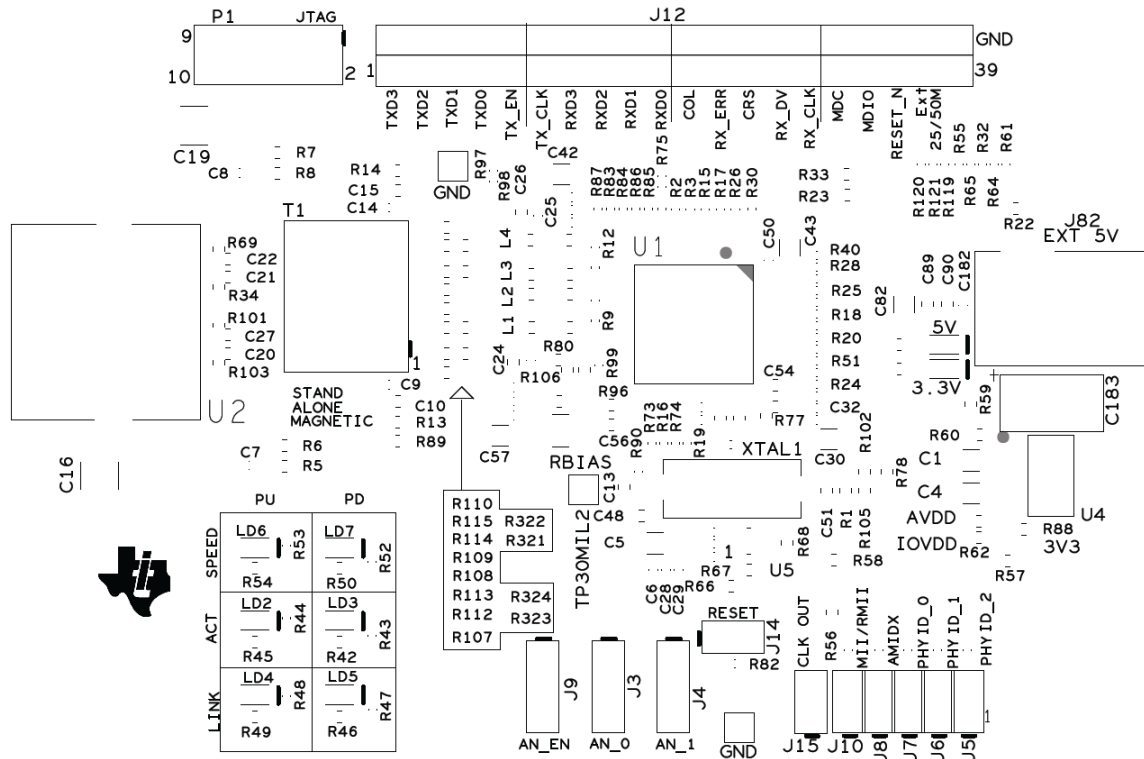 P1
JTAG
J12
9
10
2
1
GND
39
TXD3
TXD2
TXD1
TXD0
TX_EN
TX_CLK
RXD3
RXD2
RXD1
RXD0
COL
RX_ERR
CRS
RX_DV
RX_CLK
MDC
MDIO
RESET_N
Ext
25/50M
R55
R32
R61
C19
C8
R7
R8
R14
C15
C14
GND
R97
R98
C26
C42
C25
R75
R87
R83
R84
R86
R85
R2
R3
R15
R17
R26
R30
R33
R23
R120
R121
R119
R65
R64
R22
J82
EXT 5V
T1
R69
C22
C21
R34
R101
C27
C20
R103
U2
1
STAND
ALONE
MAGNETIC
C9
C10
R13
R89
L4
L3
L2
L1
C24
R12
R9
R80
R106
R99
R96
U1
C50
C43
R40
R28
R25
R18
R20
R51
R24
C32
C82
C89
C90
C182
5V
3.3V
C183
R59
C54
R77
R102
R60
C1
R78
C4
AVDD
IOVDD
R62
U4
R88
3V3
R57
C7
R6
R5
C16
C57
C56
R90
R73
R16
R74
R19
XTAL1
C30
RBIAS
C13
C48
C5
TP30MIL2
C51
R1
R105
R58
R68
1
U5
R67
R66
C6
C28
C29
PU
PD
SPEED
LD6
R53
R54
LD7
R52
R50
ACT
LD2
R44
R45
LD3
R43
R42
LINK
LD4
R48
R49
LD5
R47
R46
R110
R115
R322
R114
R321
R109
R108
R113
R324
R112
R323
R107
RESET
J14
R82
CLK OUT
R56
MII/RMII
AMIDX
PHYID_0
PHYID_1
PHYID_2
J9
J3
J4
AN_EN
AN_0
AN_1
GND
J15
J10
J8
J7
J6
J5
1